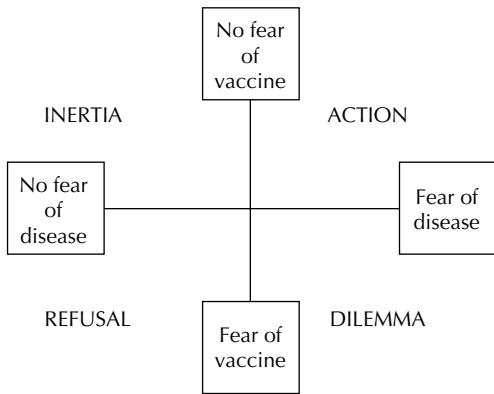 No fear
of
vaccine
INERTIA
ACTION
No fear
of
disease
Fear of
disease
REFUSAL
DILEMMA
Fear of
vaccine